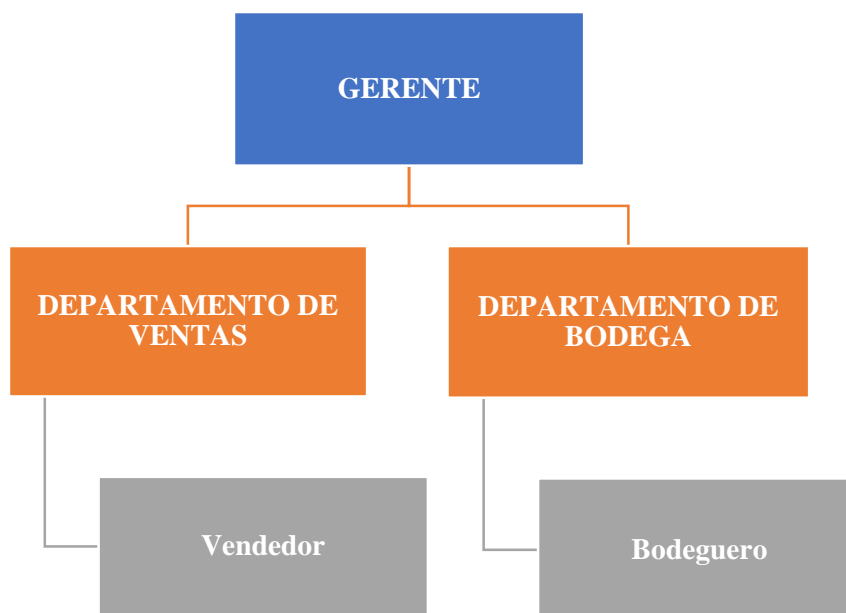 GERENTE
DEPARTAMENTO DE
VENTAS
DEPARTAMENTO DE
BODEGA
Vendedor
Bodeguero